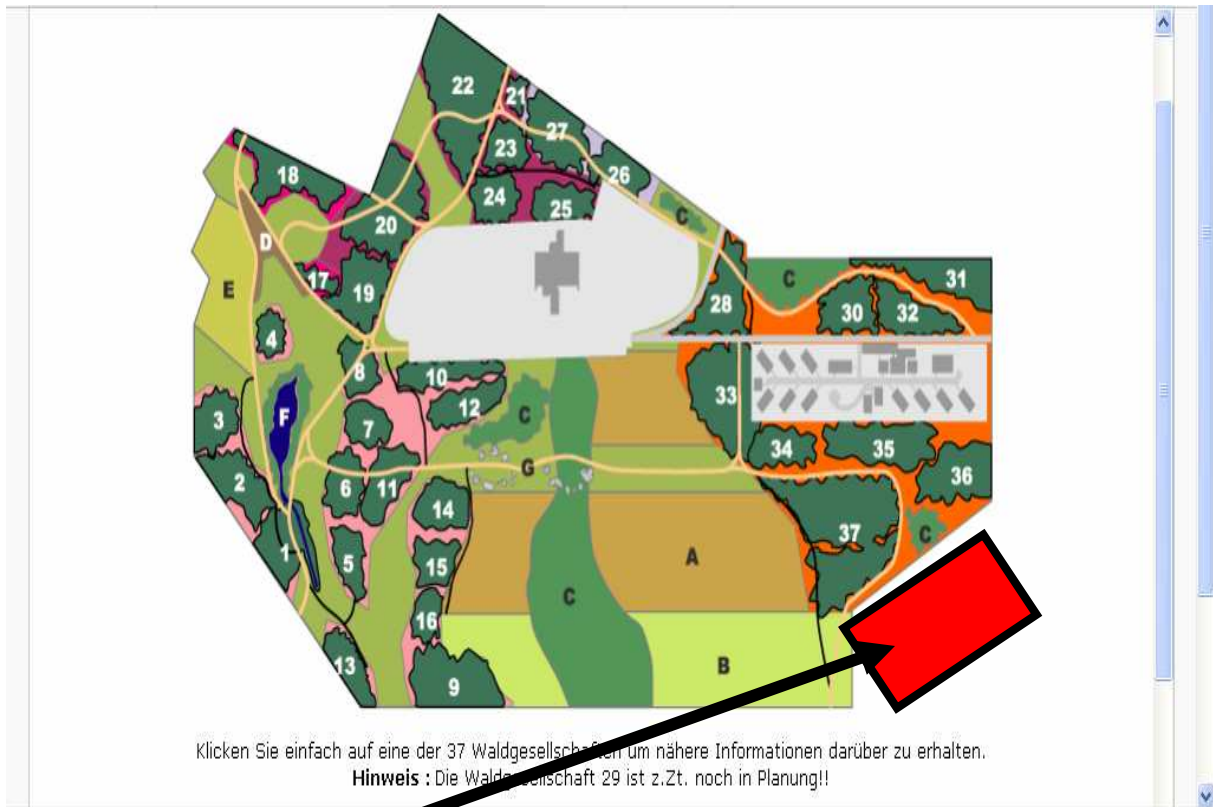 22
21
27
23
18
26
24
25
20
C
D
17
C
31
E
19
28
30
32
4
8
10
33
3
F
12
C
7
34
35
G
2
6
11
36
14
1
37
C
5
15
A
C
16
13
9
B
Klicken Sie einfach auf eine der 37 Waldgesellschaften um nähere Informationen darüber zu erhalten.
Hinweis : Die Waldgesellschaft 29 ist z.Zt. noch in Planung!!